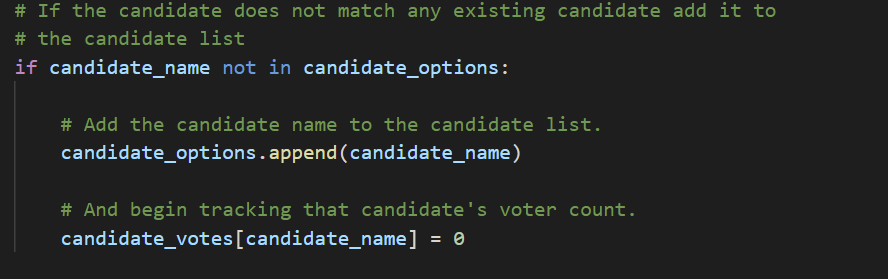 # If the candidate does not match any existing candidate add it to
# the candidate list
if candidate_name not in candidate_options:
# Add the candidate name to the candidate list.
candidate_options.append(candidate_name)
# And begin tracking that candidate's voter count.
candidate_votes[candidate_name] = 0